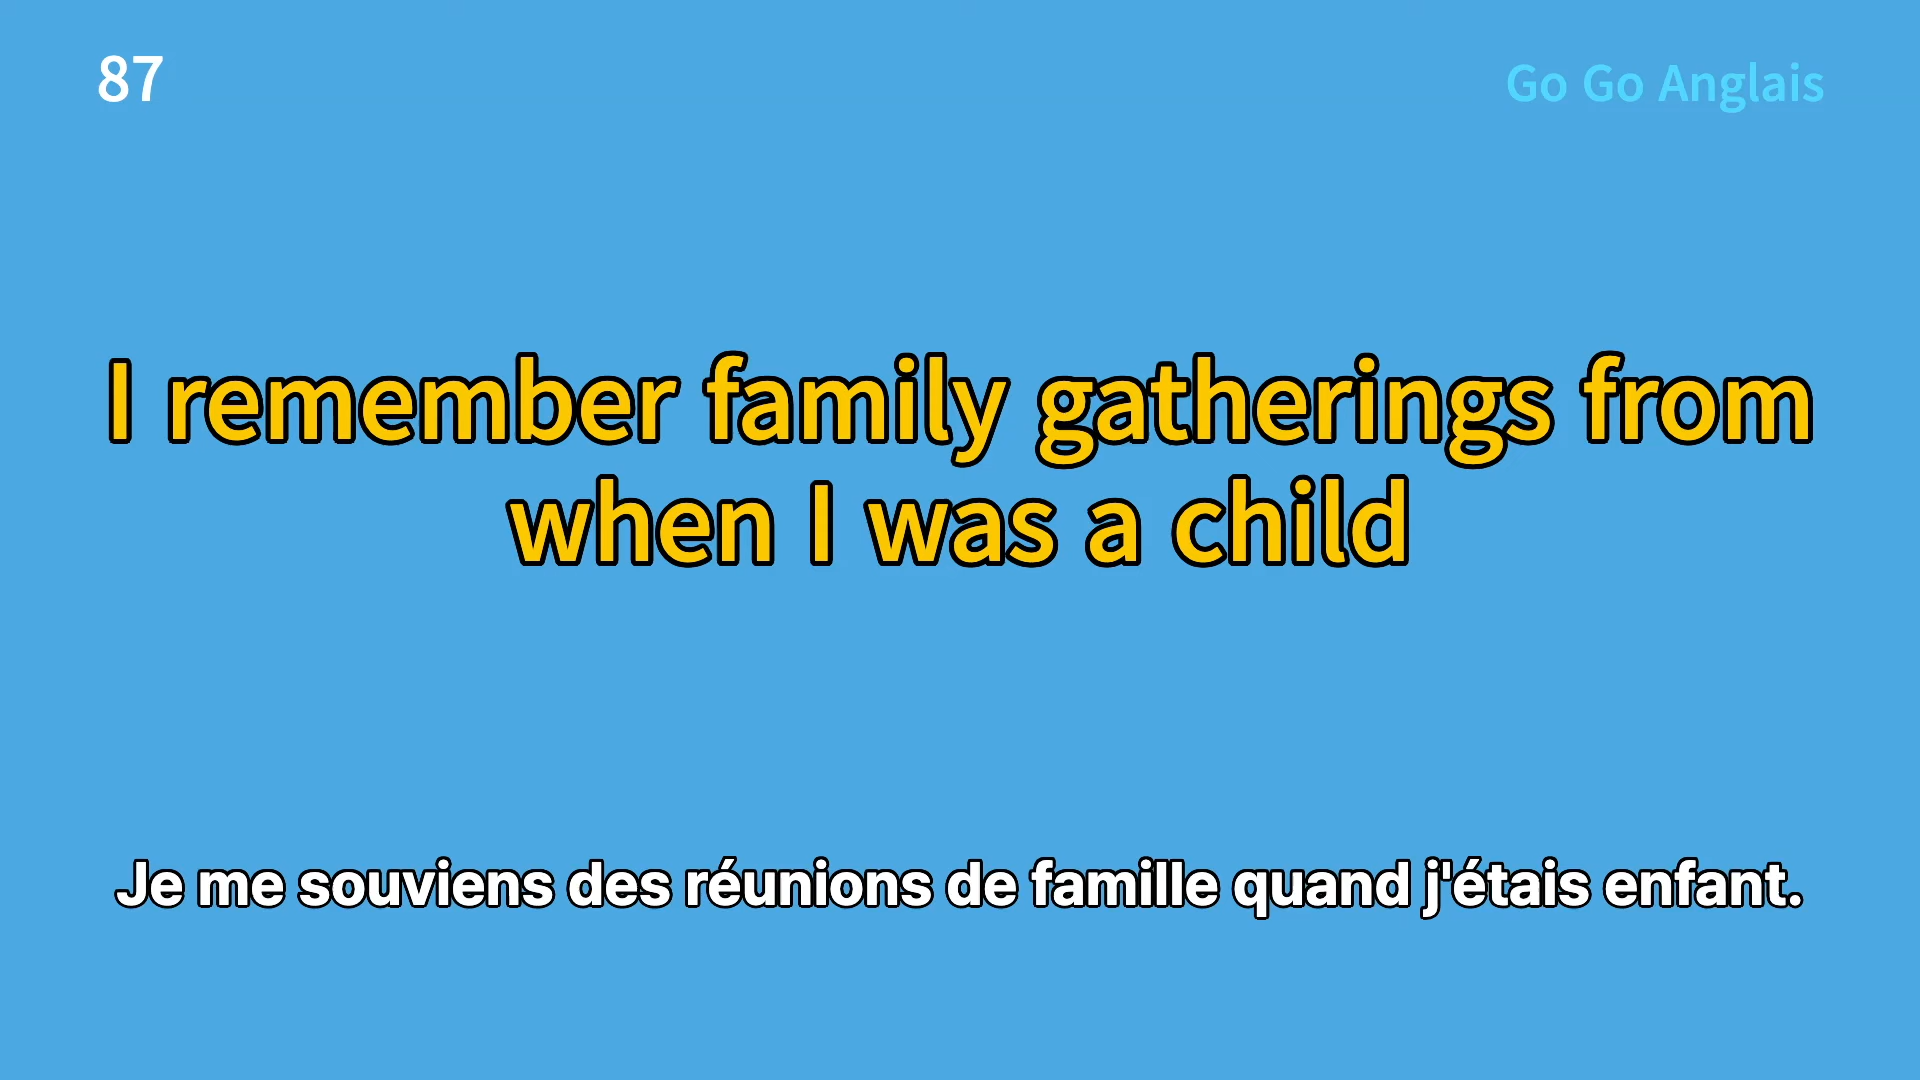 87
Go Go Anglais
I remember family gatherings from
when I was a child
Je me souviens des réunions de famille quand j'étais enfant.